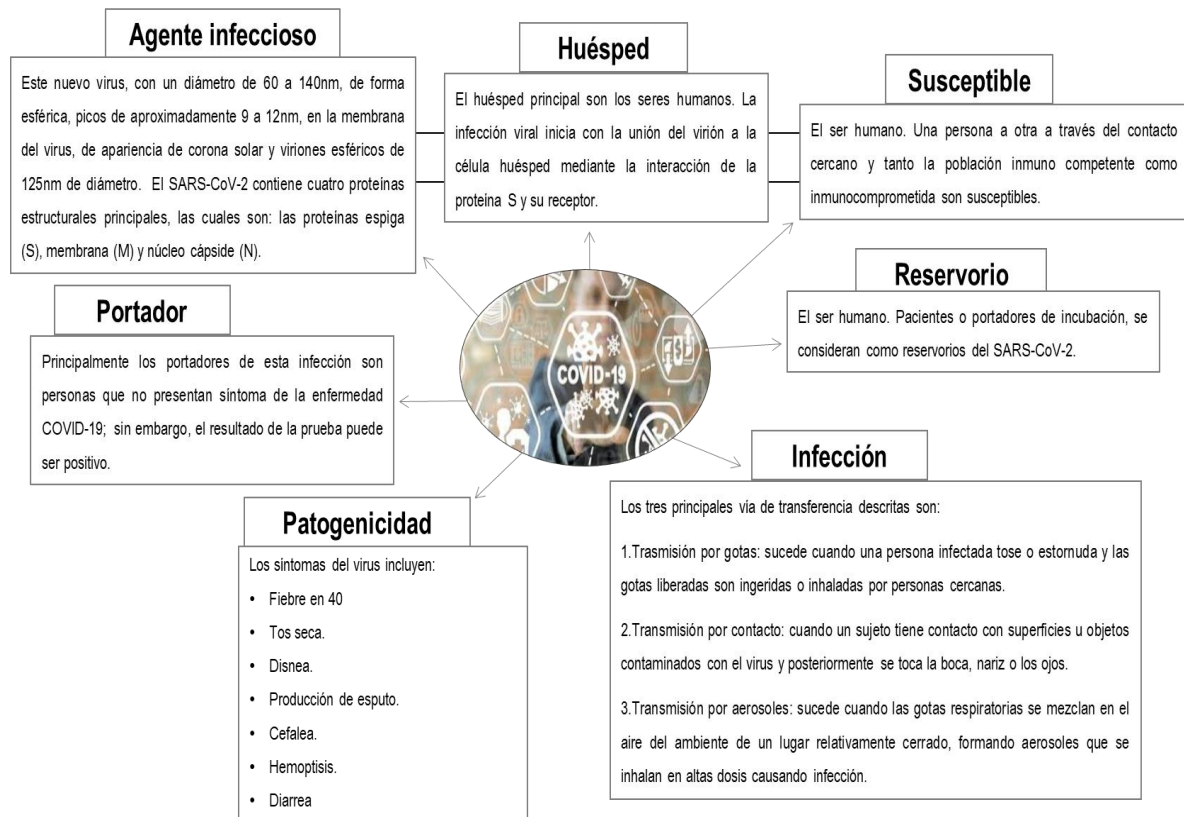 Agente infeccioso
Este nuevo virus, con un diámetro de 60 a 140nm, de forma
esférica, picos de aproximadamente 9 a 12nm, en la membrana
del virus, de apariencia de corona solar y viriones esféricos de
125nm de diámetro. El SARS-CoV-2 contiene cuatro proteínas
estructurales principales, las cuales son: las proteínas espiga
(S), membrana (M) y núcleo cápside (N).
Huésped
El huésped principal son los seres humanos. La
infección viral inicia con la unión del virión a la
célula huésped mediante la interacción de la
proteína S y su receptor.
Susceptible
El ser humano. Una persona a otra a través del contacto
cercano y tanto la población inmuno competente como
inmunocomprometida son susceptibles.
Reservorio
El ser humano. Pacientes o portadores de incubación, se
consideran como reservorios del SARS-CoV-2.
Portador
Principalmente los portadores de esta infección son
personas que no presentan síntoma de la enfermedad
COVID-19; sin embargo, el resultado de la prueba puede
ser positivo.
COVID-19
Patogenicidad
Los síntomas del virus incluyen:
• Fiebre en 40
• Tos seca.
• Disnea.
• Producción de esputo.
• Cefalea.
• Hemoptisis.
• Diarrea
Infección
Los tres principales vía de transferencia descritas son:
1.Trasmisión por gotas: sucede cuando una persona infectada tose o estornuda y las
gotas liberadas son ingeridas o inhaladas por personas cercanas.
2.Transmisión por contacto: cuando un sujeto tiene contacto con superficies u objetos
contaminados con el virus y posteriormente se toca la boca, nariz o los ojos.
3.Transmisión por aerosoles: sucede cuando las gotas respiratorias se mezclan en el
aire del ambiente de un lugar relativamente cerrado, formando aerosoles que se
inhalan en altas dosis causando infección.